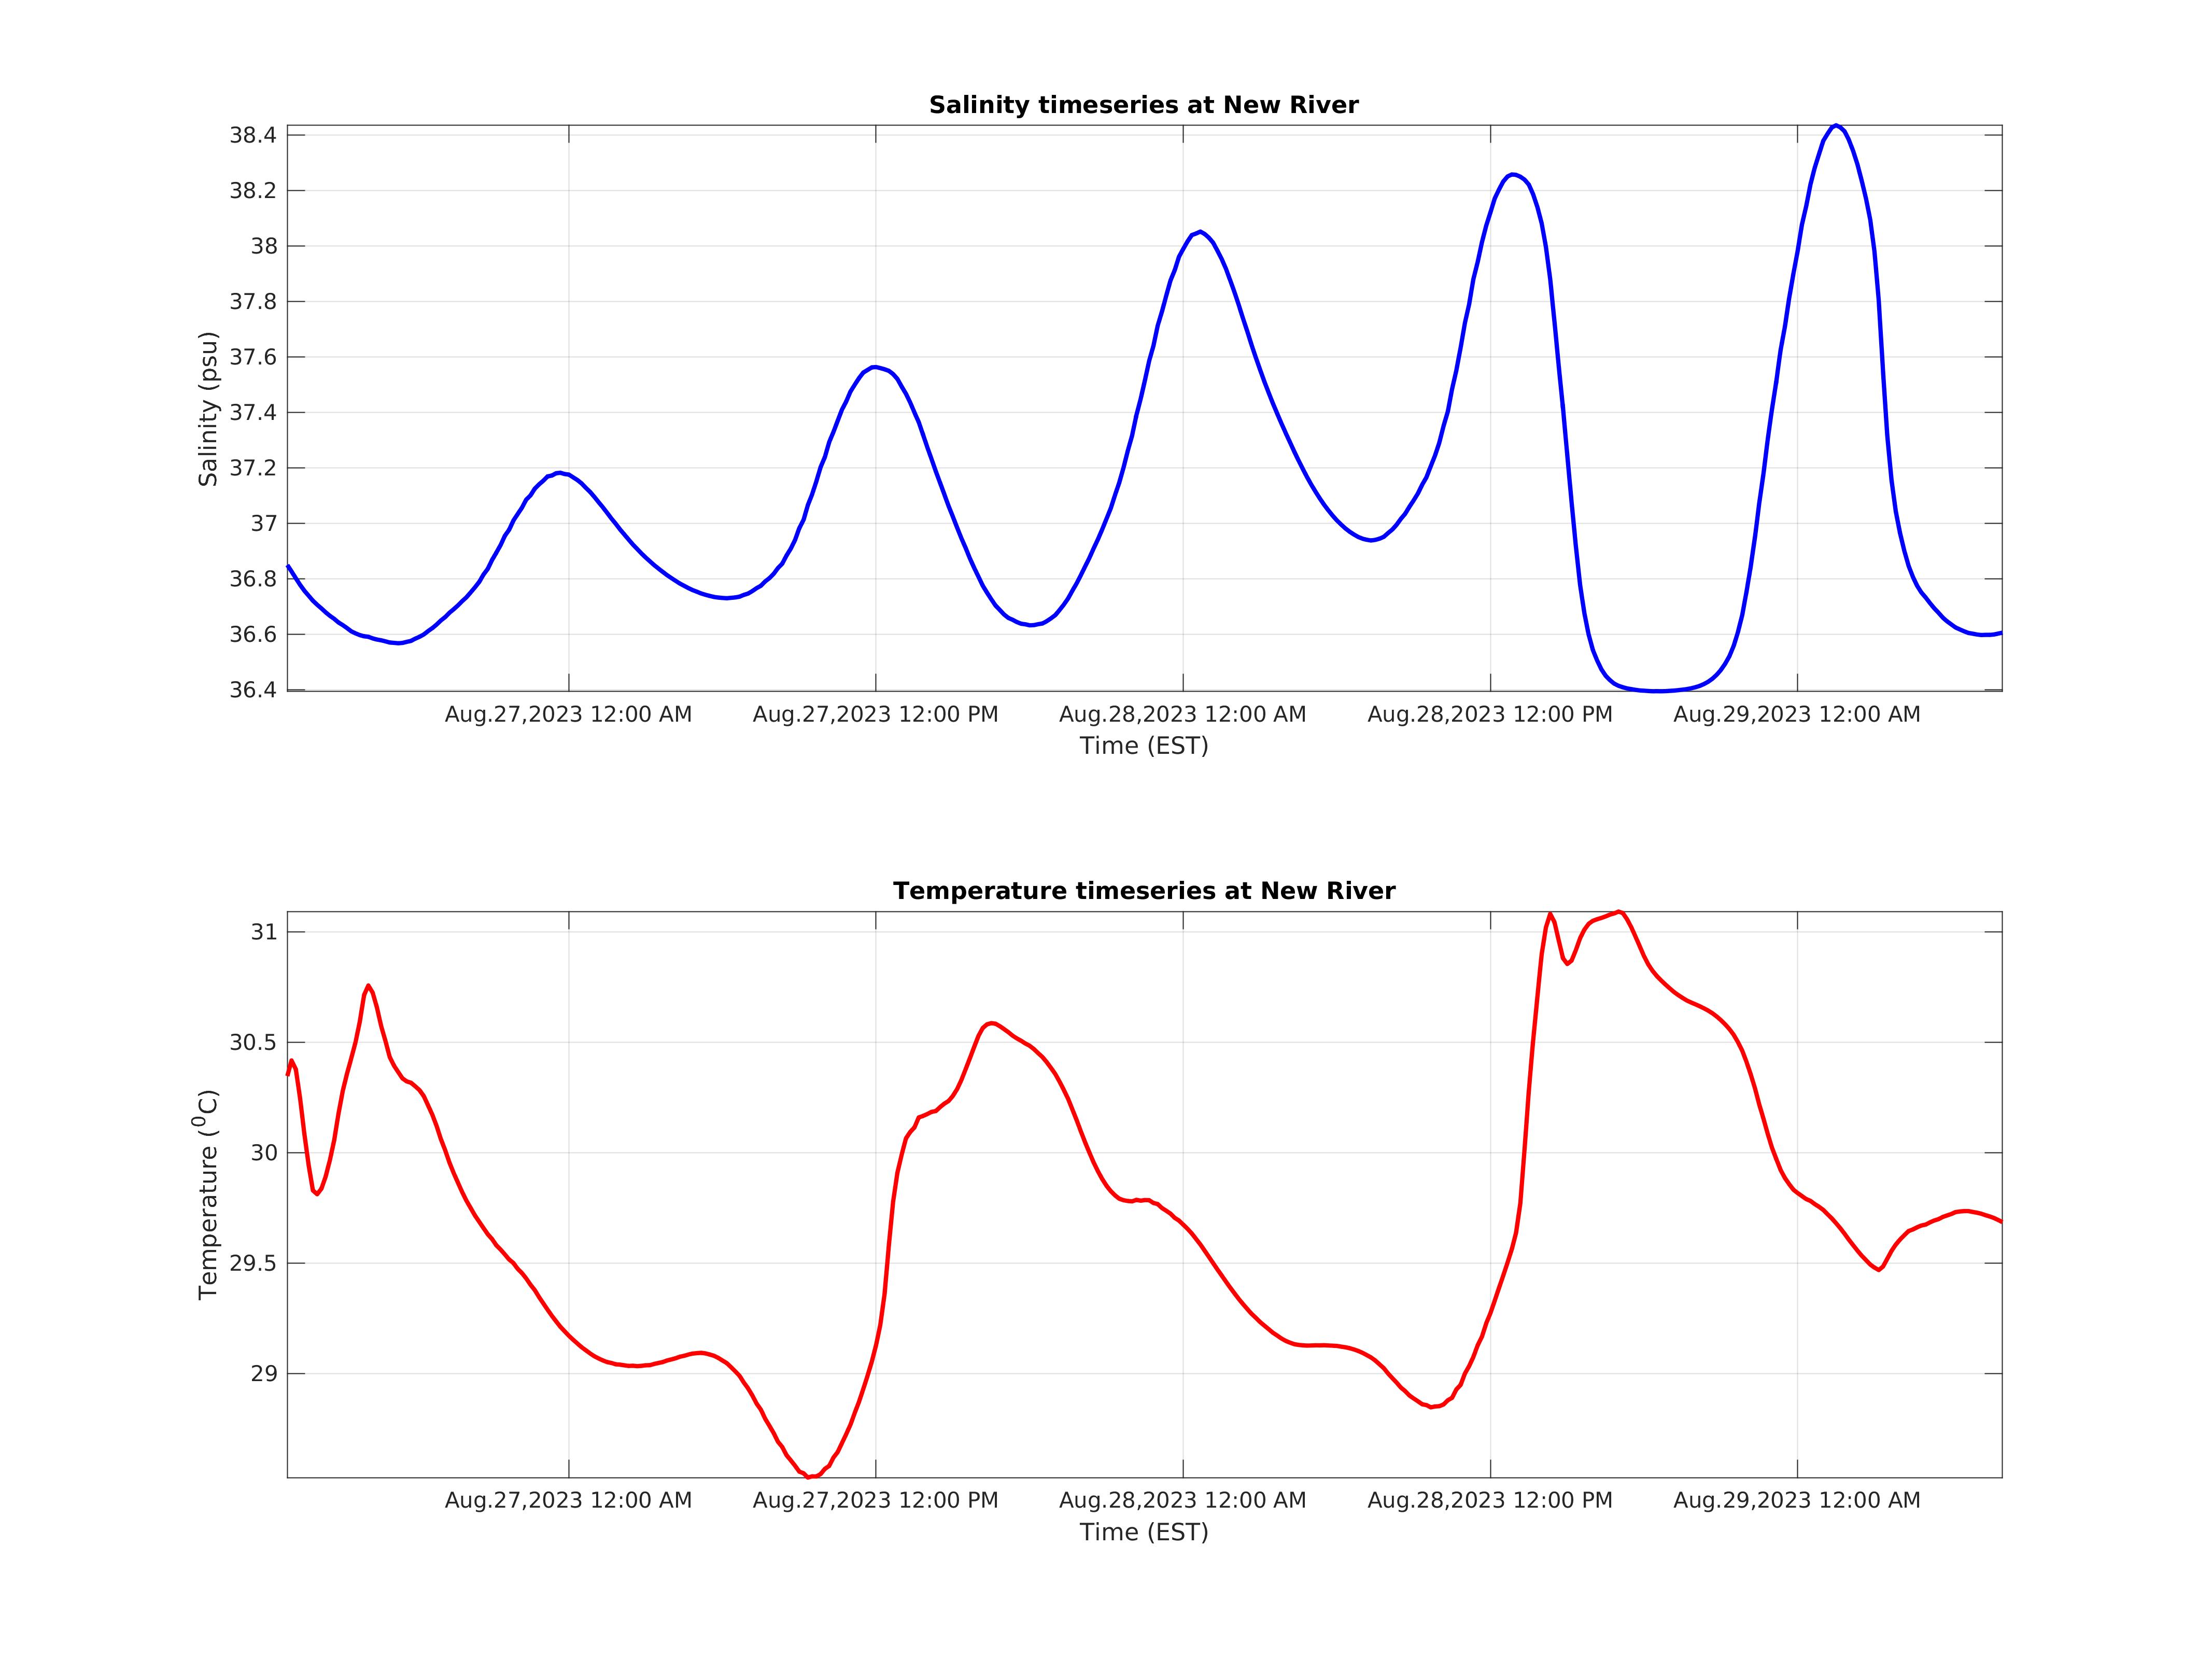 Salinity timeseries at New River
38.4
38.2
38
37.8
37.6
37.4
37.2
37
36.8
36.6
36.4
Salinity (psu)
Aug.27,2023 12:00 AM Aug.27,2023 12:00 PM Aug.28,2023 12:00 AM Aug.28,2023 12:00 PM Aug.29,2023 12:00 AM
Time (EST)
Temperature timeseries at New River
31
30.5
30
29.5
29
Temperature (⁰C)
Aug.27,2023 12:00 AM Aug.27,2023 12:00 PM Aug.28,2023 12:00 AM Aug.28,2023 12:00 PM Aug.29,2023 12:00 AM
Time (EST)